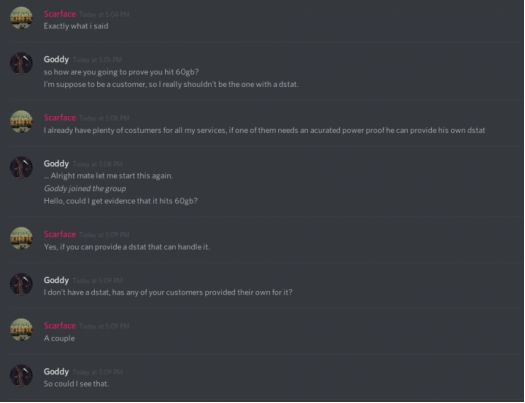 Scarface Today at 5:04 PM
Exactly what i said
Goddy Today at 5:05 PM
so how are you going to prove you hit 60gb?
I'm suppose to be a customer, so I really shouldn't be the one with a dstat.
Scarface Today at 5:08 PM
I already have plenty of costumers for all my services, if one of them needs an acurated power proof he can provide his own dstat
Goddy Today at 5:08 PM
... Alright mate let me start this again.
Goddy joined the group
Hello, could I get evidence that it hits 60gb?
Scarface Today at 5:09 PM
Yes, if you can provide a dstat that can handle it.
Goddy Today at 5:09 PM
I don't have a dstat, has any of your customers provided their own for it?
Scarface Today at 5:09 PM
A couple
Goddy Today at 5:09 PM
So could I see that.